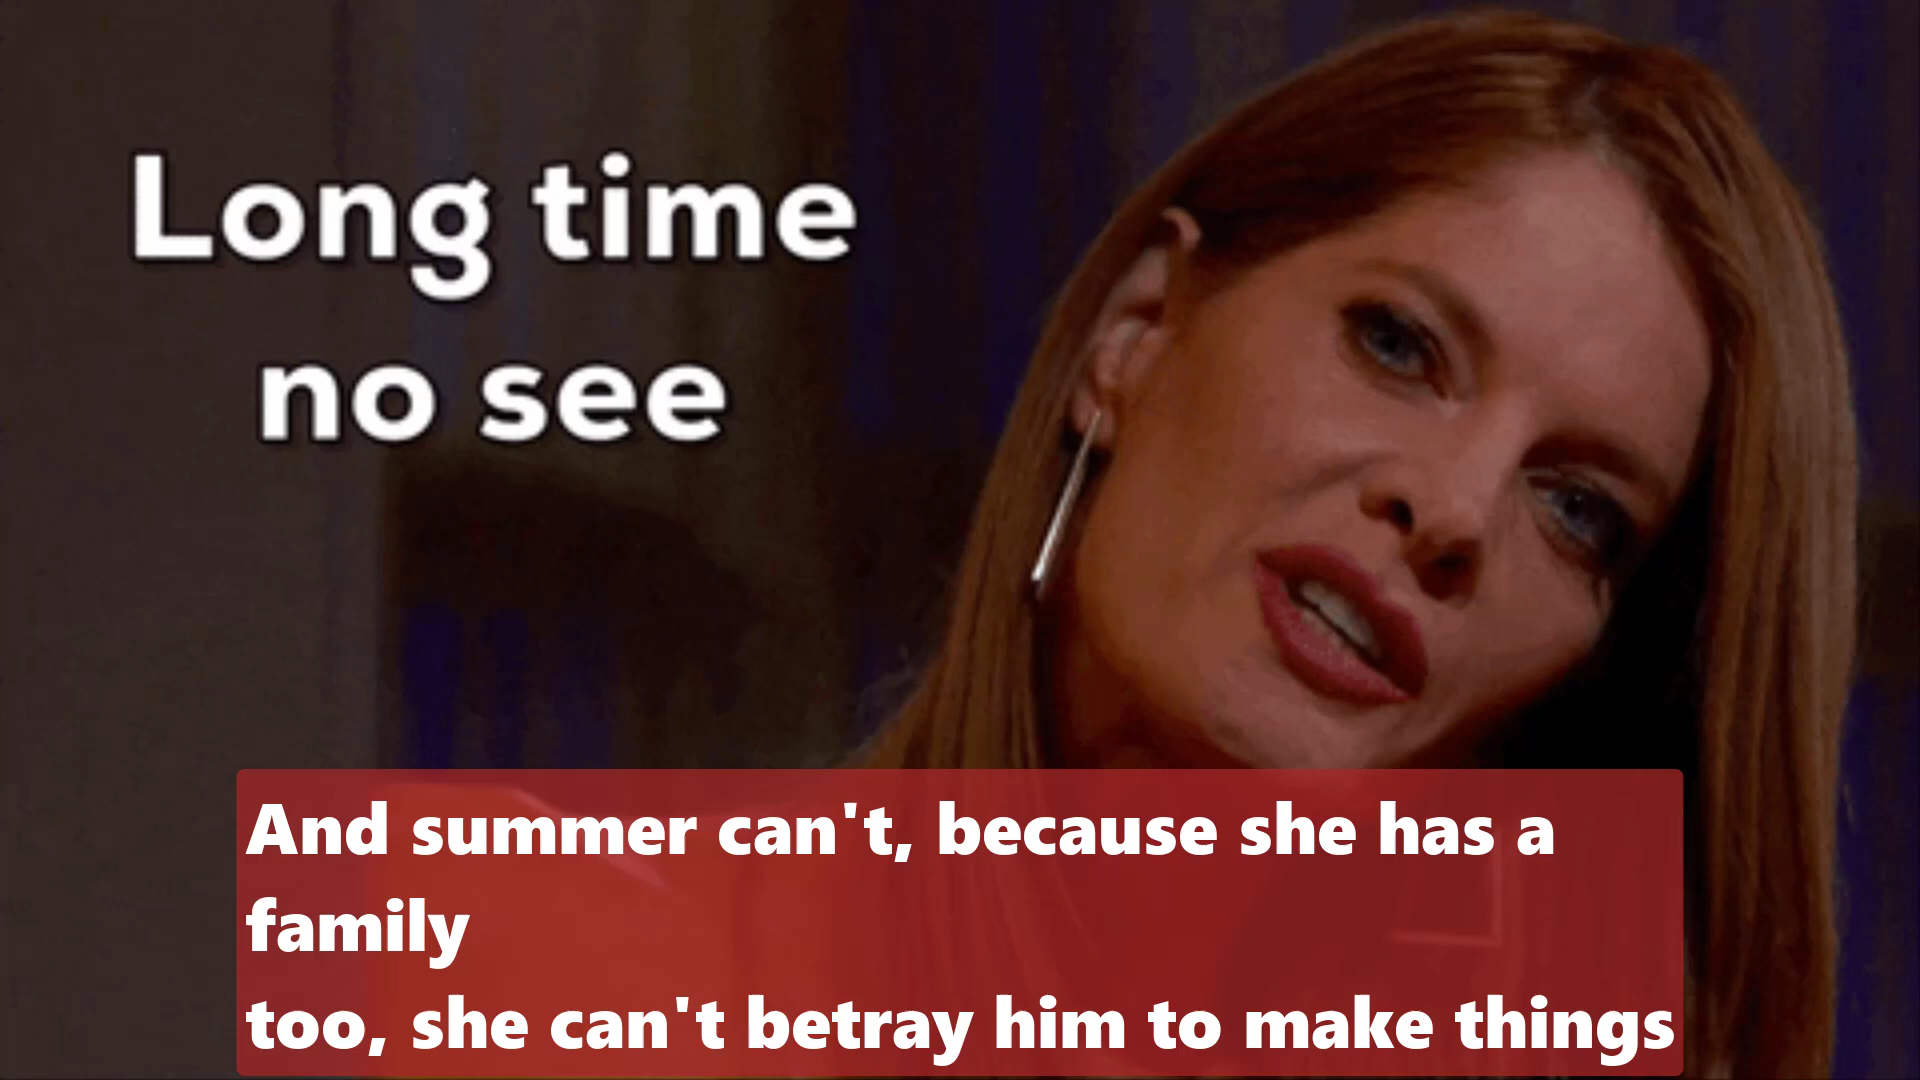 Long time
no see
And summer can't, because she has a
family
too, she can't betray him to make things